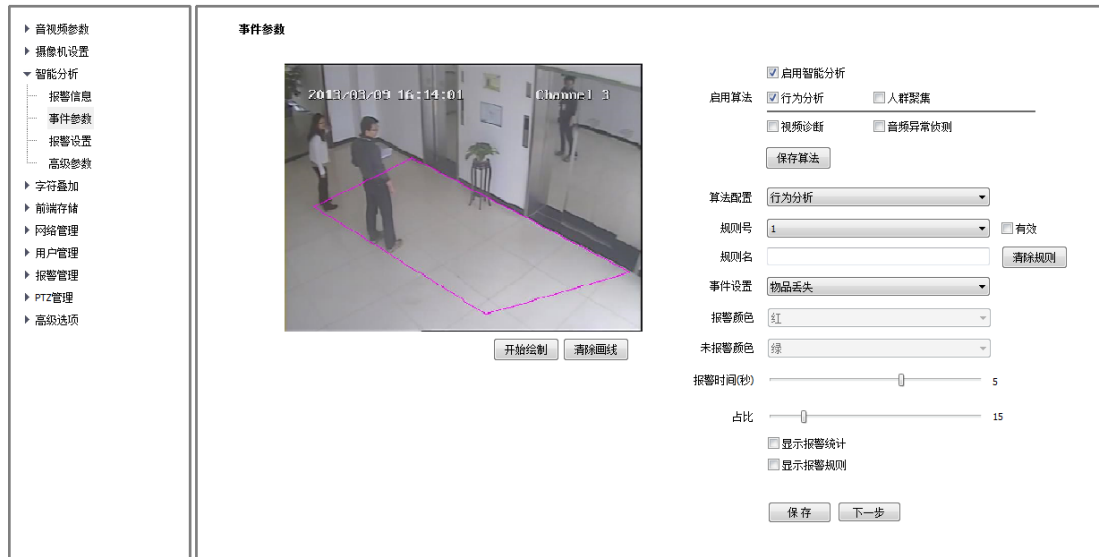 音视频参数
摄像机设置
智能分析
报警信息
事件参数
报警设置
高级参数
字符叠加
前端存储
网络管理
用户管理
报警管理
PTZ管理
高级选项
事件参数
2013/03/09 16:14:01 Channel 3
开始绘制 清除画线
启用智能分析
启用算法 行为分析 人群聚集
视频诊断 音频异常侦测
保存算法
算法配置 行为分析
规则号 1 有效
规则名 清除规则
事件设置 物品丢失
报警颜色 红
未报警颜色 绿
报警时间(秒) 5
占比 15
显示报警统计
显示报警规则
保存 下一步